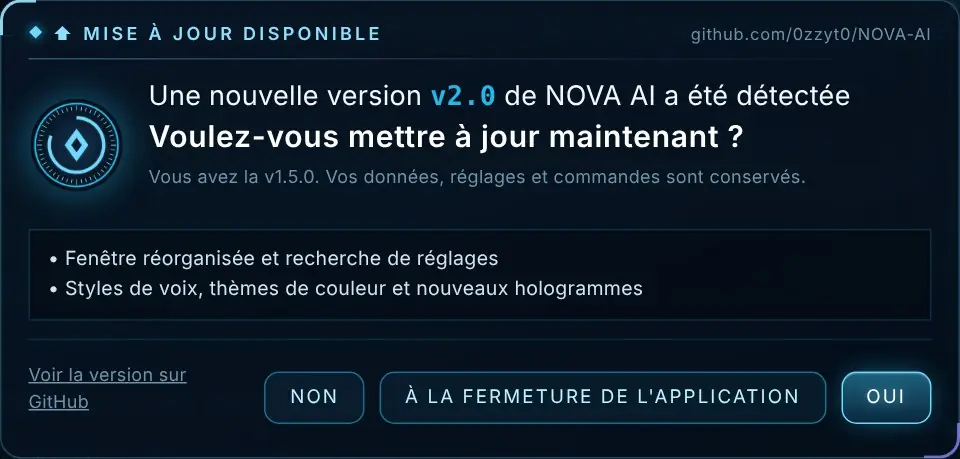 MISE À JOUR DISPONIBLE
github.com/0zzyt0/NOVA-AI
Une nouvelle version v2.0 de NOVA AI a été détectée
Voulez-vous mettre à jour maintenant ?
Vous avez la v1.5.0. Vos données, réglages et commandes sont conservés.
• Fenêtre réorganisée et recherche de réglages
• Styles de voix, thèmes de couleur et nouveaux hologrammes
Voir la version sur
GitHub
NON
À LA FERMETURE DE L'APPLICATION
OUI